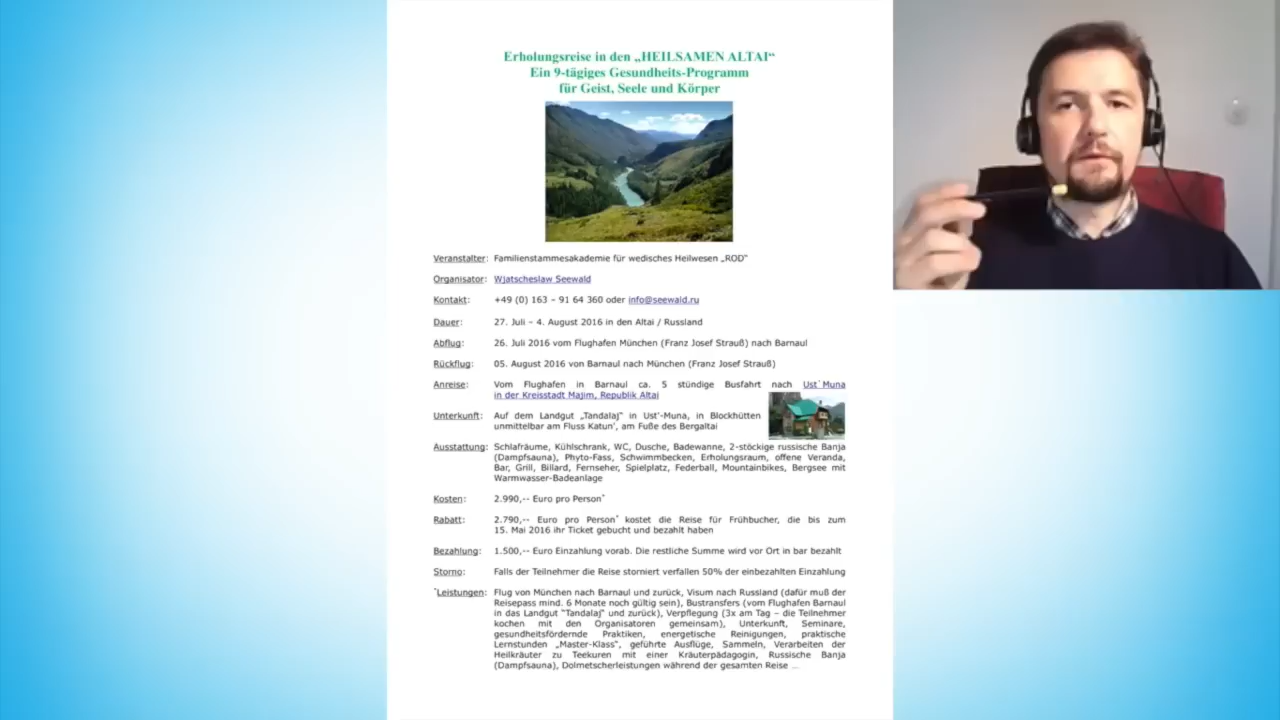 Erholungsreise in den „HEILSAMEN ALTAI“
Ein 9-tägiges Gesundheits-Programm
für Geist, Seele und Körper
Veranstalter: Familienstammesakademie für wedisches Heilwesen „ROD“
Organisator: Wjatscheslaw Seewald
Kontakt: +49 (0) 163 – 91 64 360 oder info@seewald.ru
Dauer: 27. Juli – 4. August 2016 in den Altai / Russland
Abflug: 26. Juli 2016 vom Flughafen München (Franz Josef Strauß) nach Barnaul
Rückflug: 05. August 2016 von Barnaul nach München (Franz Josef Strauß)
Anreise: Vom Flughafen in Barnaul ca. 5 stündige Busfahrt nach Ust`Muna
in der Kreisstadt Majim, Republik Altai
Unterkunft: Auf dem Landgut „Tandalaj“ in Ust’-Muna, in Blockhütten
unmittelbar am Fluss Katun’, am Fuße des Bergaltai
Ausstattung: Schlafräume, Kühlschrank, WC, Dusche, Badewanne, 2-stöckige russische Banja
(Dampfsauna), Phyto-Fass, Schwimmbecken, Erholungsraum, offene Veranda,
Bar, Grill, Billard, Fernseher, Spielplatz, Federball, Mountainbikes, Bergsee mit
Warmwasser-Badeanlage
Kosten: 2.990,-- Euro pro Person*
Rabatt: 2.790,-- Euro pro Person* kostet die Reise für Frühbucher, die bis zum
15. Mai 2016 ihr Ticket gebucht und bezahlt haben
Bezahlung: 1.500,-- Euro Einzahlung vorab. Die restliche Summe wird vor Ort in bar bezahlt
Storno: Falls der Teilnehmer die Reise storniert verfallen 50% der einbezahlten Einzahlung
*Leistungen: Flug von München nach Barnaul und zurück, Visum nach Russland (dafür muß der
Reisepass mind. 6 Monate noch gültig sein), Bustransfers (vom Flughafen Barnaul
in das Landgut “Tandalaj“ und zurück), Verpflegung (3x am Tag – die Teilnehmer
kochen mit den Organisatoren gemeinsam), Unterkunft, Seminare,
gesundheitsfördernde Praktiken, energetische Reinigungen, praktische
Lernstunden „Master-Klass“, geführte Ausflüge, Sammeln, Verarbeiten der
Heilkräuter zu Teekuren mit einer Kräuterpädagogin, Russische Banja
(Dampfsauna), Dolmetscherleistungen während der gesamten Reise ...